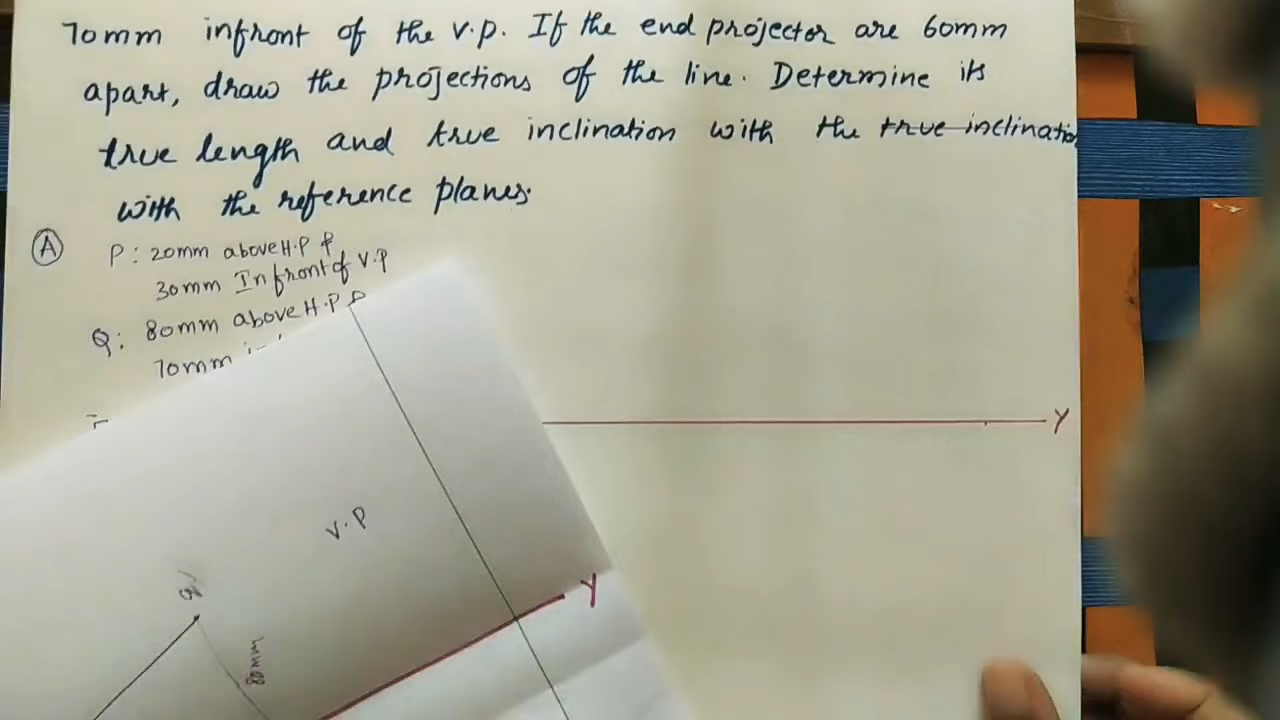 70mm infront of the v.p. If the end projector are 60mm
apart, draw the projections of the line. Determine its
true length and true inclination with the true inclinatio
with the reference planes.
A P: 20mm above H.P &
30mm Infront of V.P
Q: 80mm above H.P &
70mm
Y
V.P
q'
80mm
Y